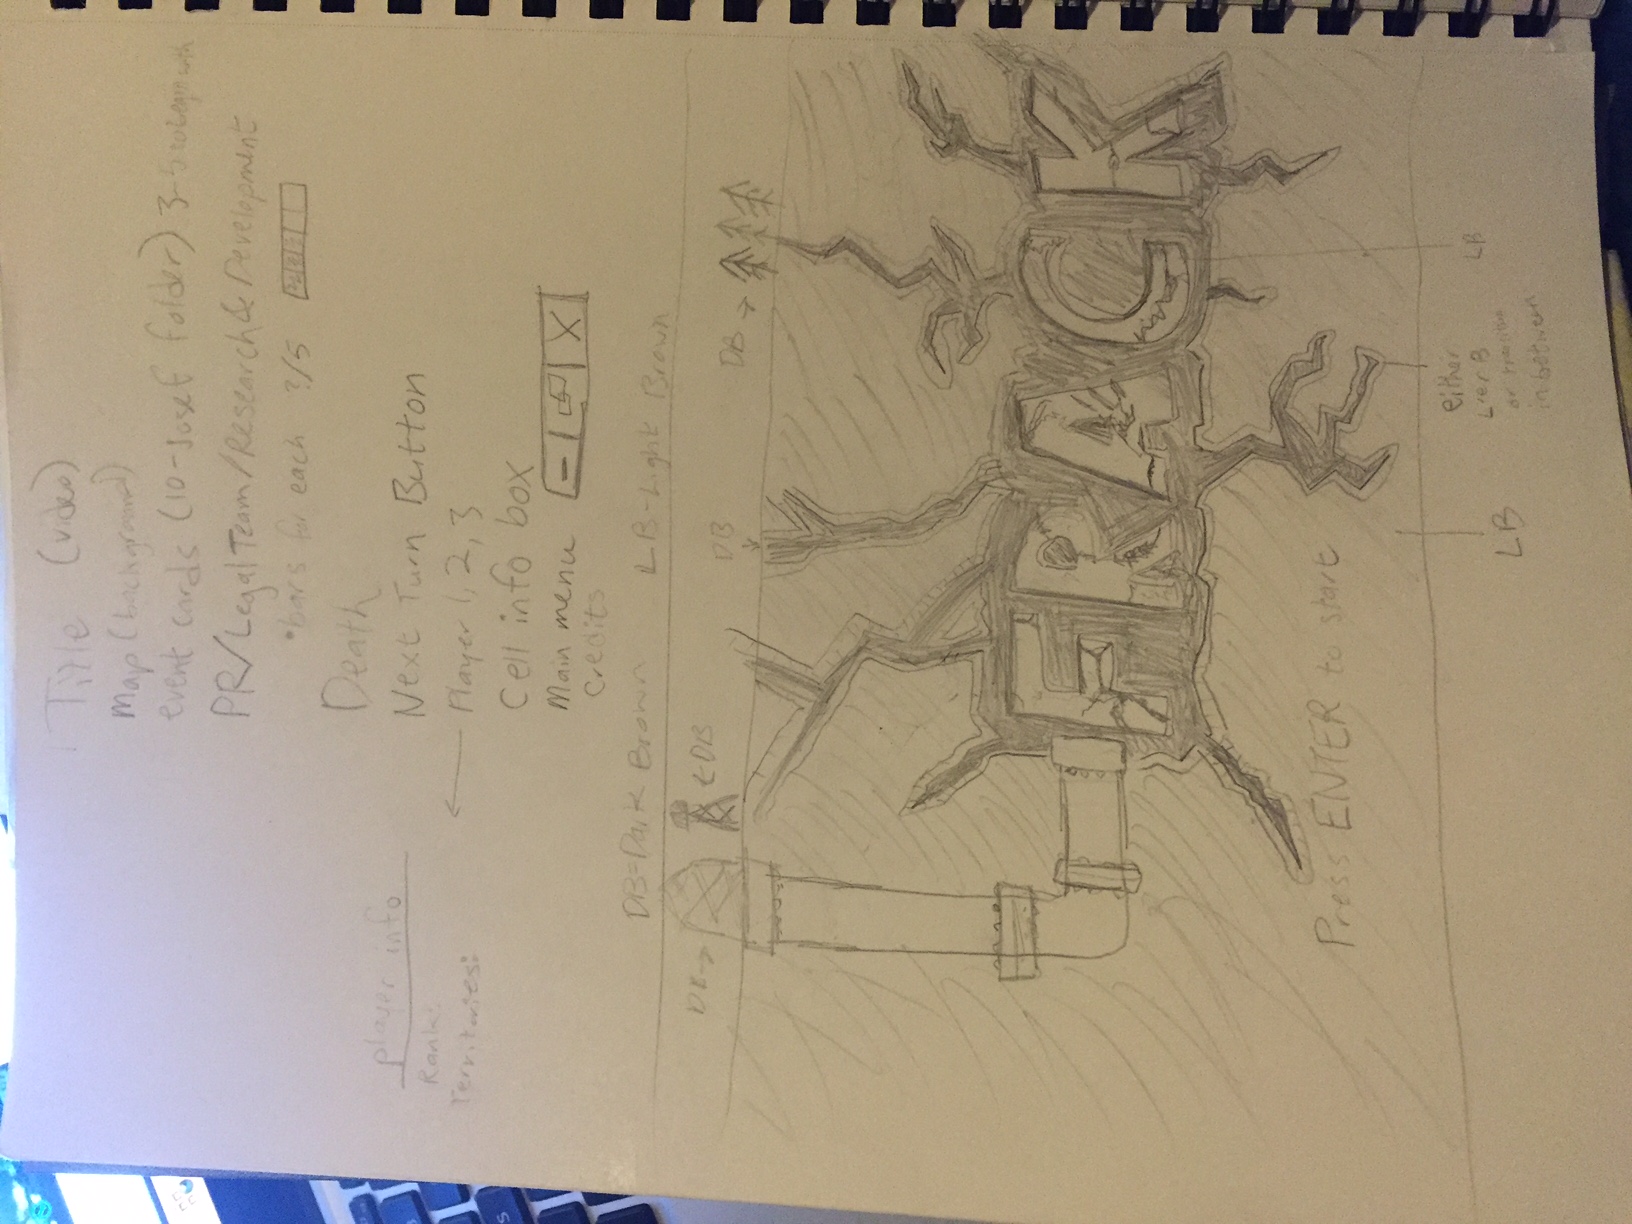 Title (video)
Map (background)
event cards (10-Josef folder) 3-5 to begin with
PR/Legal Team/Research & Development
•bars for each ?/5
Death
Next Turn Button
Player 1, 2, 3
player info
Rank:
Territories:
Cell info box
Main menu
Credits
DB=Dark Brown LB-Light Brown
DB
DB
DB
DB
FRACK
Press ENTER to start
LB
either
or
in between
LB